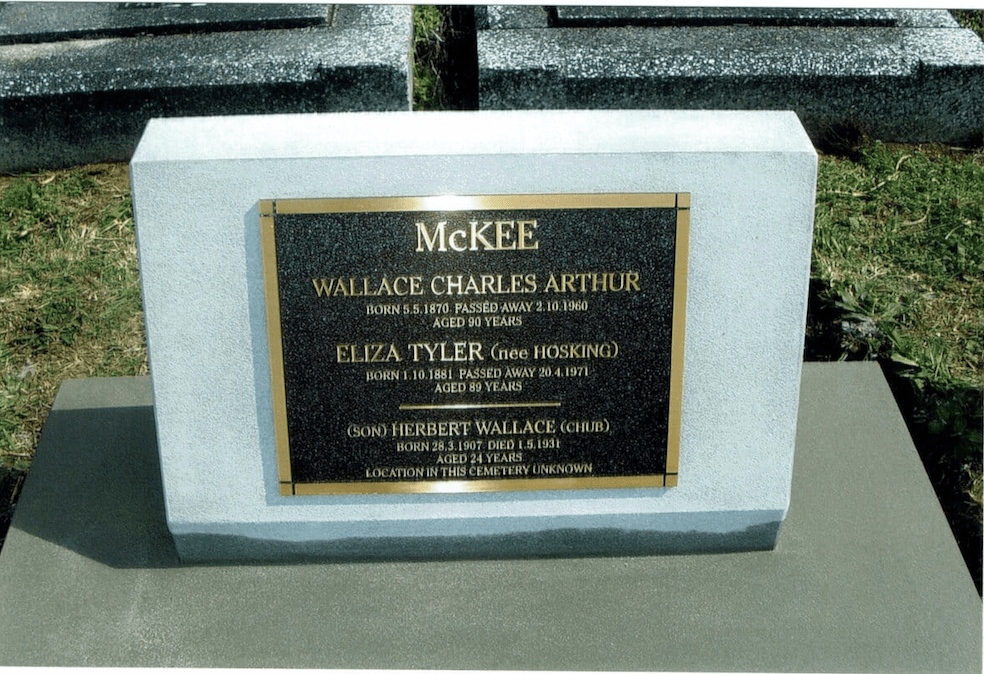 McKEE
WALLACE CHARLES ARTHUR
BORN 5.5.1870 PASSED AWAY 2.10.1960
AGED 90 YEARS
ELIZA TYLER (nee HOSKING)
BORN 1.10.1881 PASSED AWAY 20.4.1971
AGED 89 YEARS
(SON) HERBERT WALLACE (CHUB)
BORN 28.3.1907 DIED 1.5.1931
AGED 24 YEARS
LOCATION IN THIS CEMETERY UNKNOWN